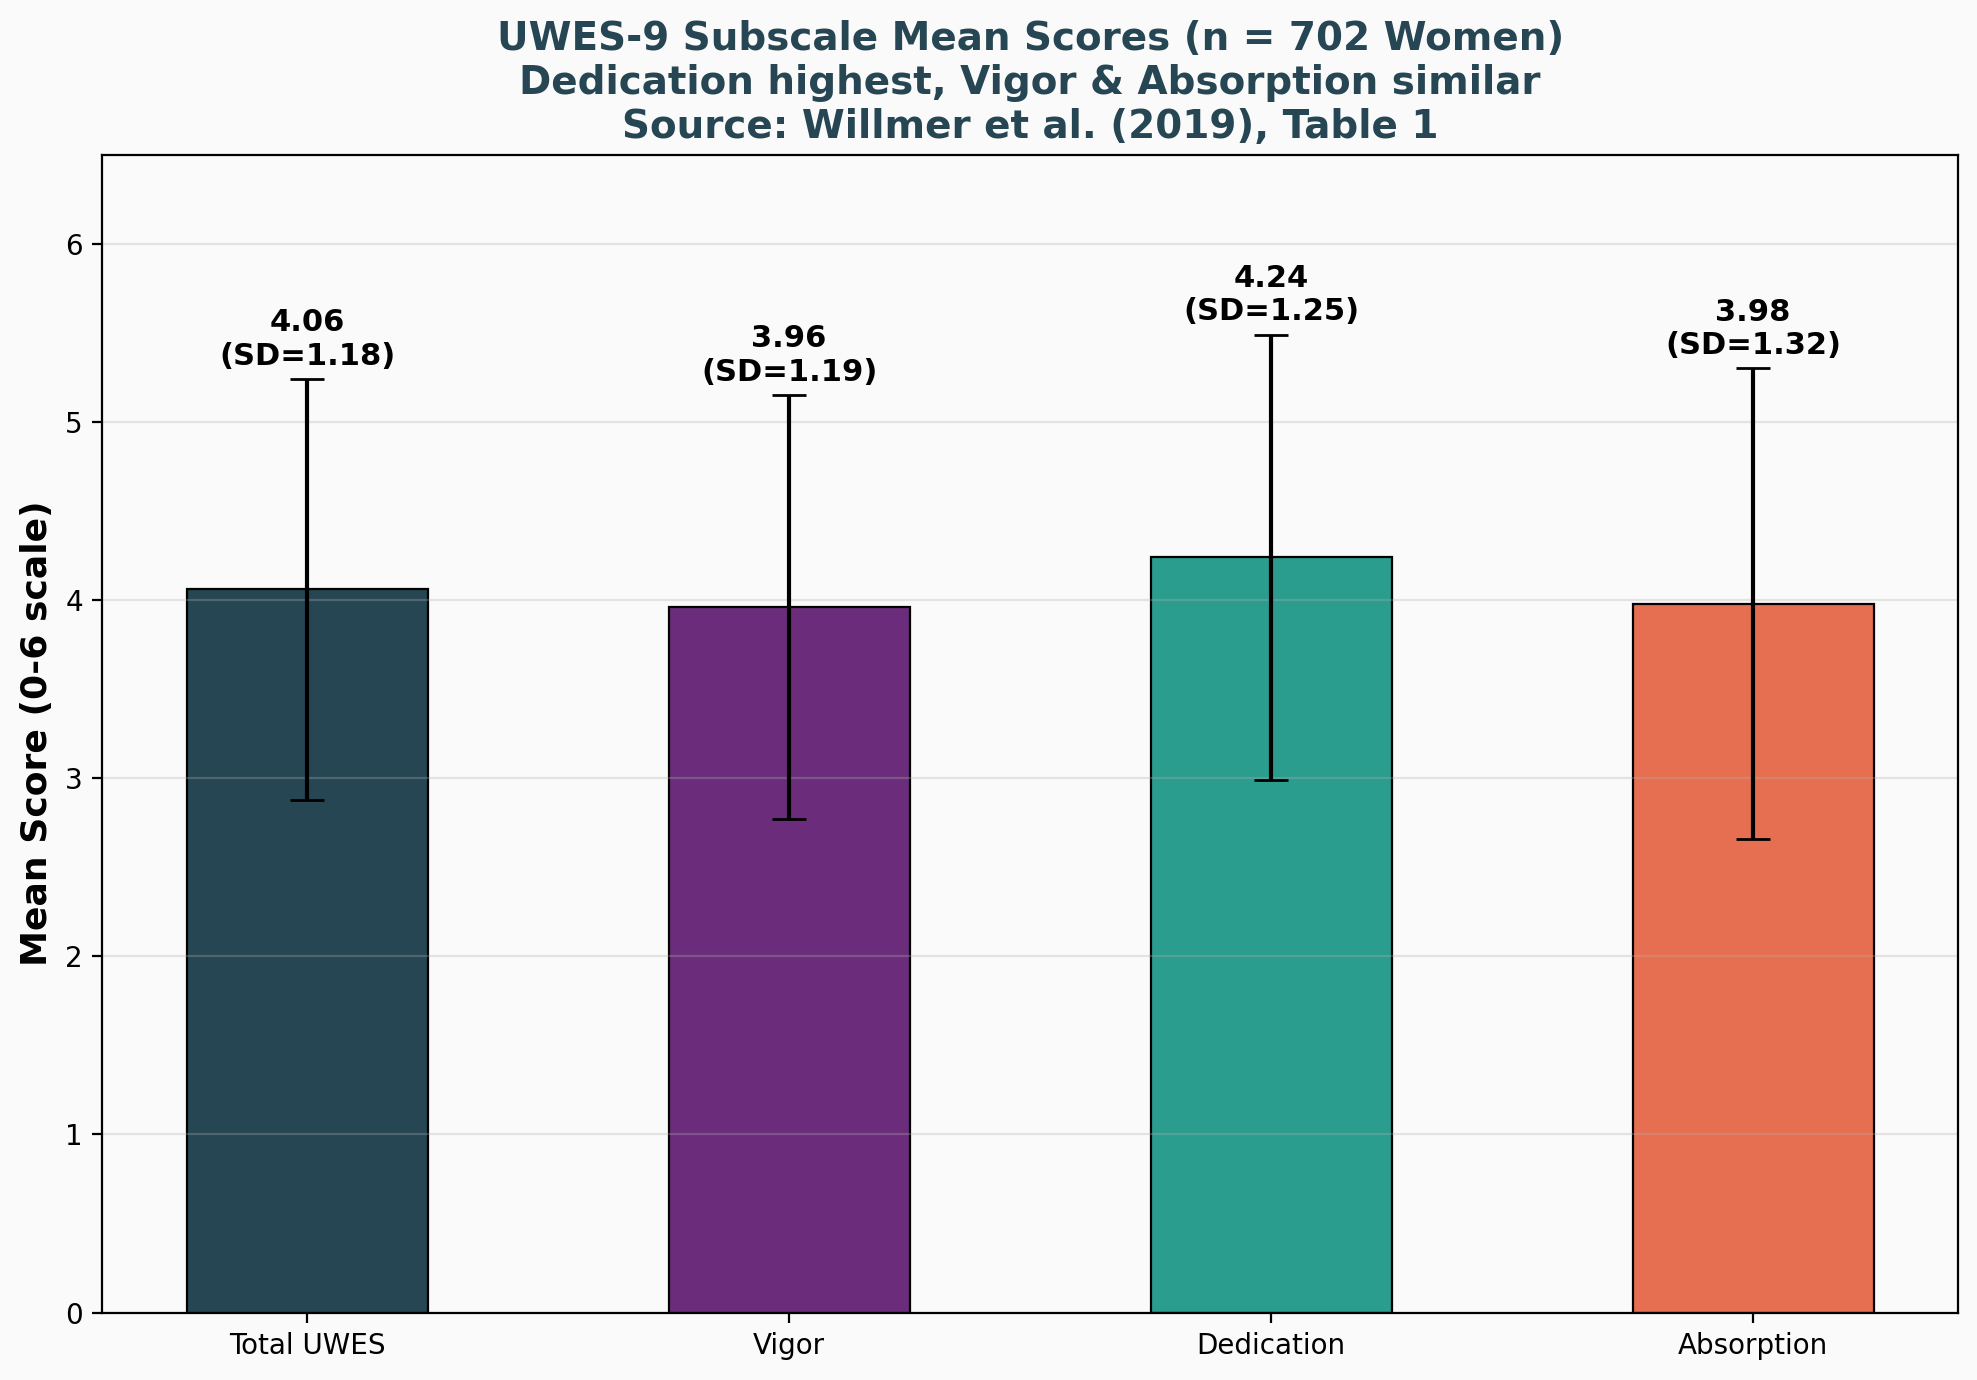 UWES-9 Subscale Mean Scores (n = 702 Women)
Dedication highest, Vigor & Absorption similar
Source: Willmer et al. (2019), Table 1
Mean Score (0-6 scale)
6
5
4
3
2
1
0
4.06
(SD=1.18)
3.96
(SD=1.19)
4.24
(SD=1.25)
3.98
(SD=1.32)
Total UWES
Vigor
Dedication
Absorption